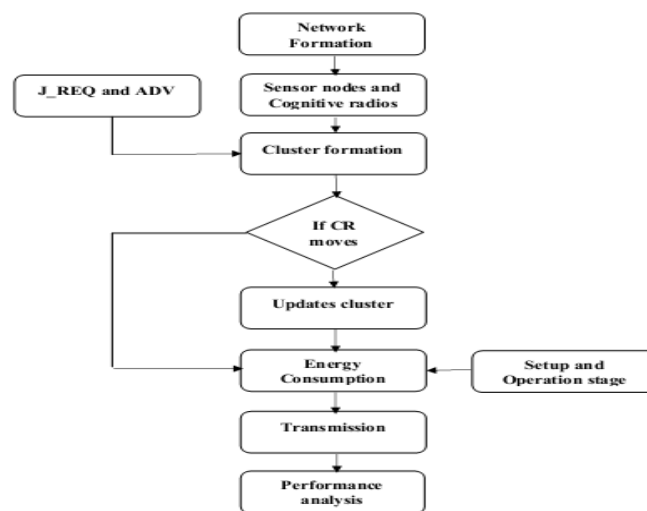 Network
Formation
J_REQ and ADV
Sensor nodes and
Cognitive radios
Cluster formation
If CR
moves
Updates cluster
Energy
Consumption
Setup and
Operation stage
Transmission
Performance
analysis